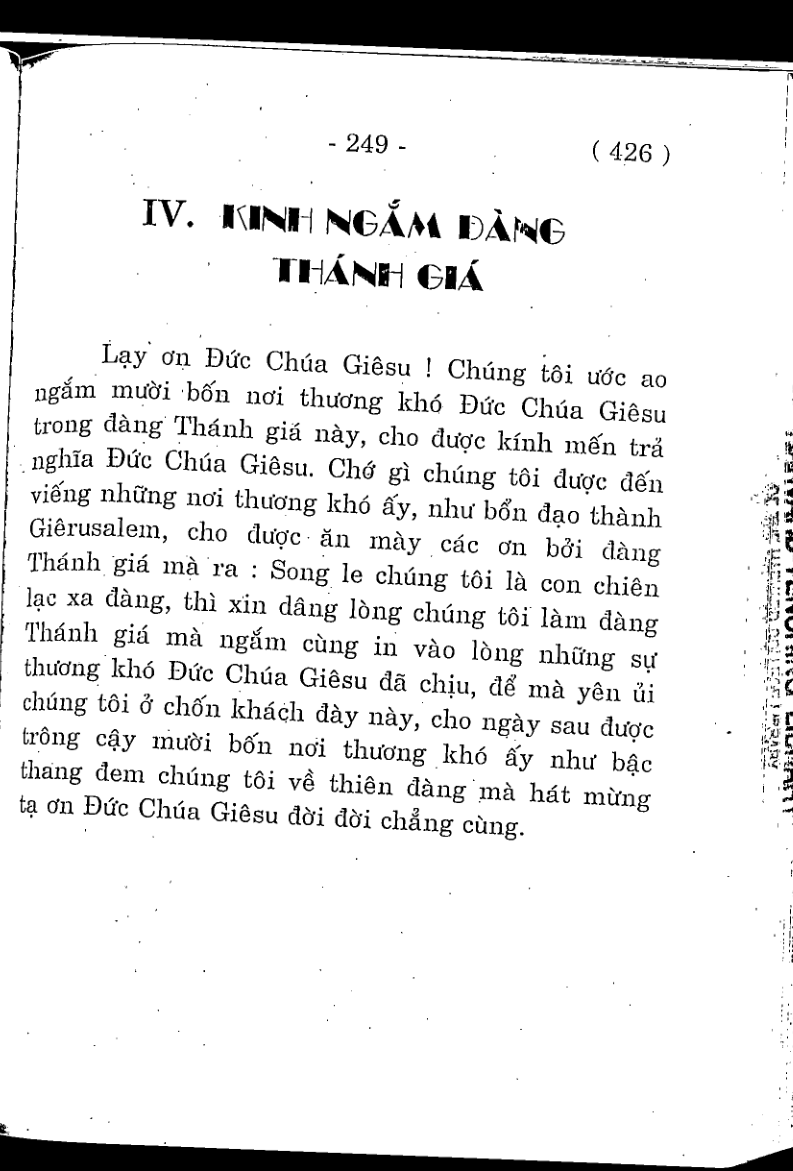 - 249 - ( 426 )
IV. KINH NGẮM ĐÀNG
THÁNH GIÁ
Lạy ơn Đức Chúa Giêsu ! Chúng tôi ước ao
ngắm mười bốn nơi thương khó Đức Chúa Giêsu
trong đàng Thánh giá này, cho được kính mến trả
nghĩa Đức Chúa Giêsu. Chớ gì chúng tôi được đến
viếng những nơi thương khó ấy, như bổn đạo thành
Giêrusalem, cho được ăn mày các ơn bởi đàng
Thánh giá mà ra : Song le chúng tôi là con chiên
lạc xa đàng, thì xin dâng lòng chúng tôi làm đàng
Thánh giá mà ngắm cùng in vào lòng những sự
thương khó Đức Chúa Giêsu đã chịu, để mà yên ủi
chúng tôi ở chốn khách đày này, cho ngày sau được
trông cậy mười bốn nơi thương khó ấy như bậc
thang đem chúng tôi về thiên đàng mà hát mừng
tạ ơn Đức Chúa Giêsu đời đời chẳng cùng.